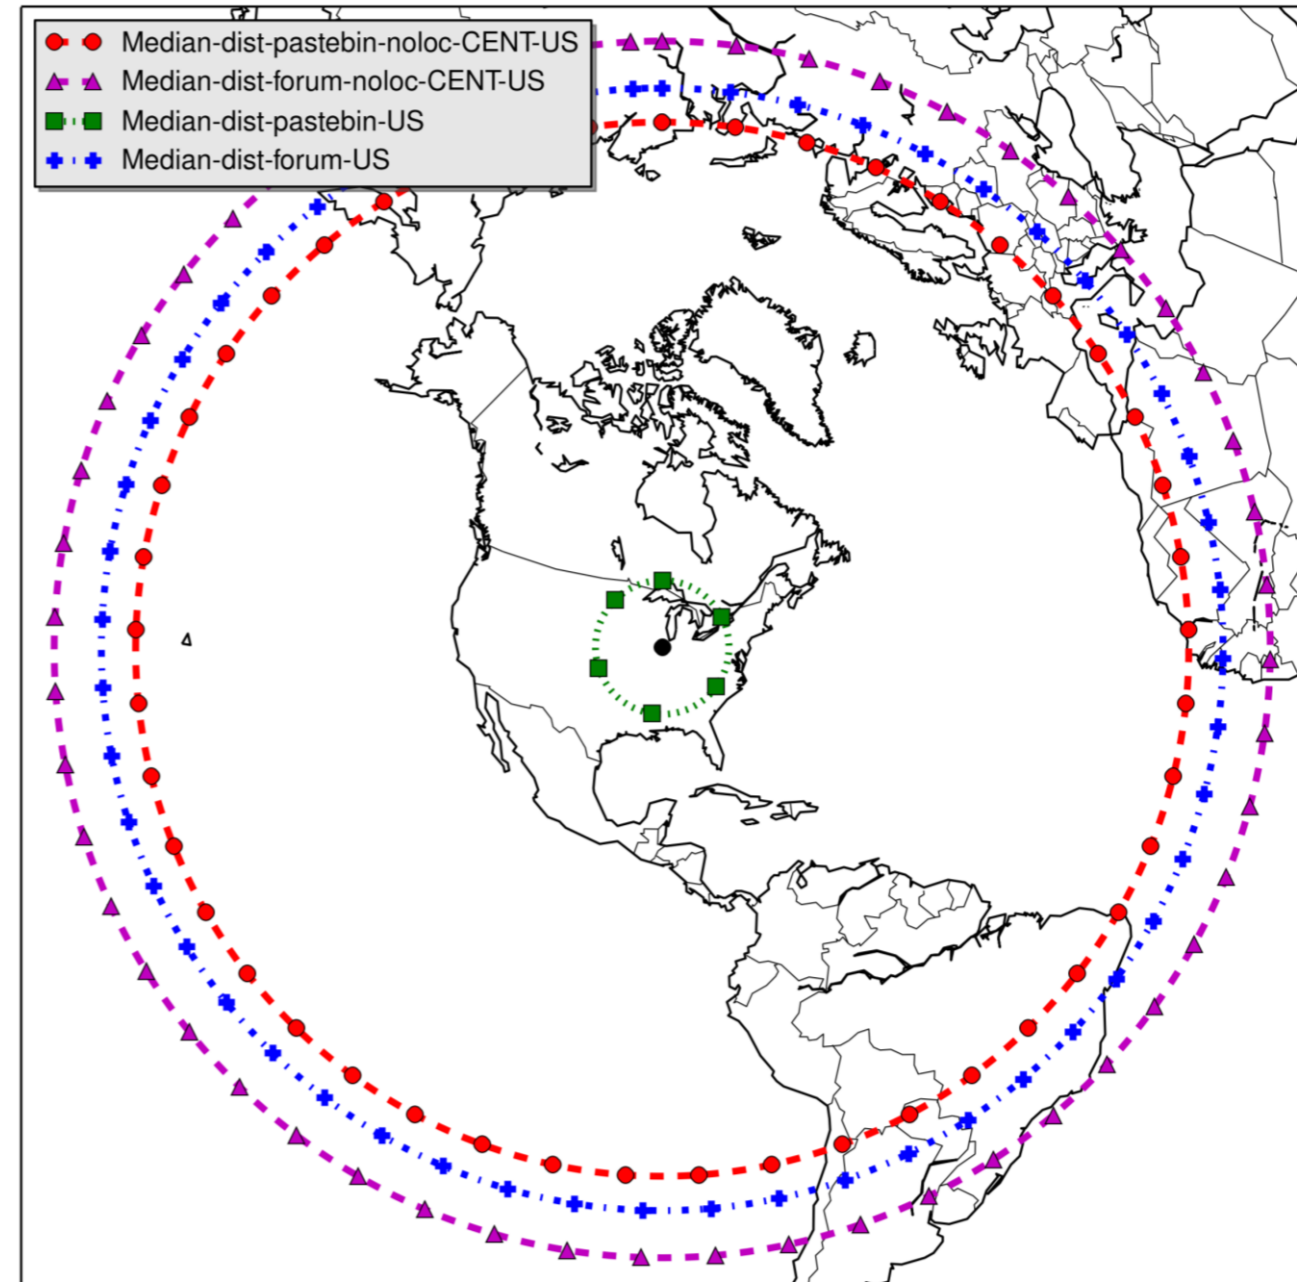 Median-dist-pastebin-noloc-CENT-US
Median-dist-forum-noloc-CENT-US
Median-dist-pastebin-US
Median-dist-forum-US